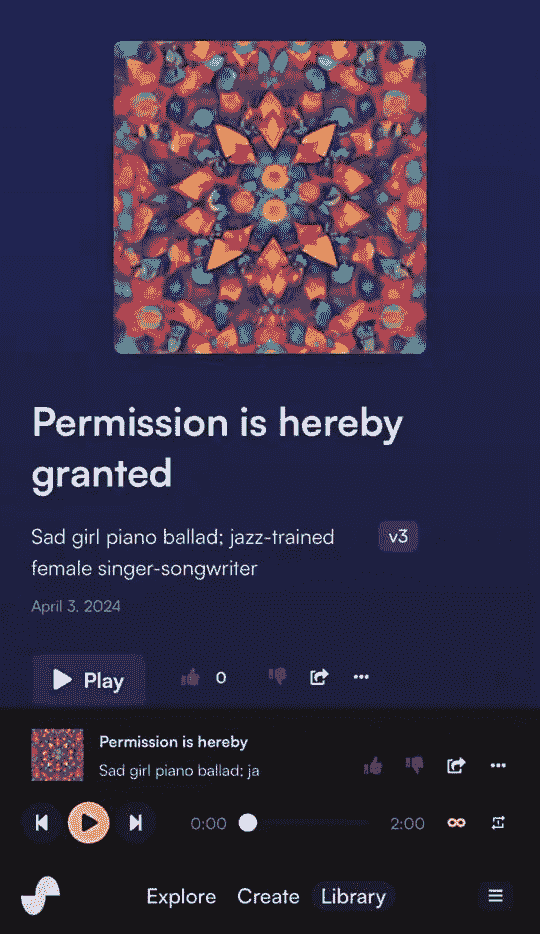 Permission is hereby
granted
Sad girl piano ballad; jazz-trained
female singer-songwriter
v3
April 3, 2024
Play
0
Permission is hereby
Sad girl piano ballad; ja
0:00
2:00
Explore Create Library